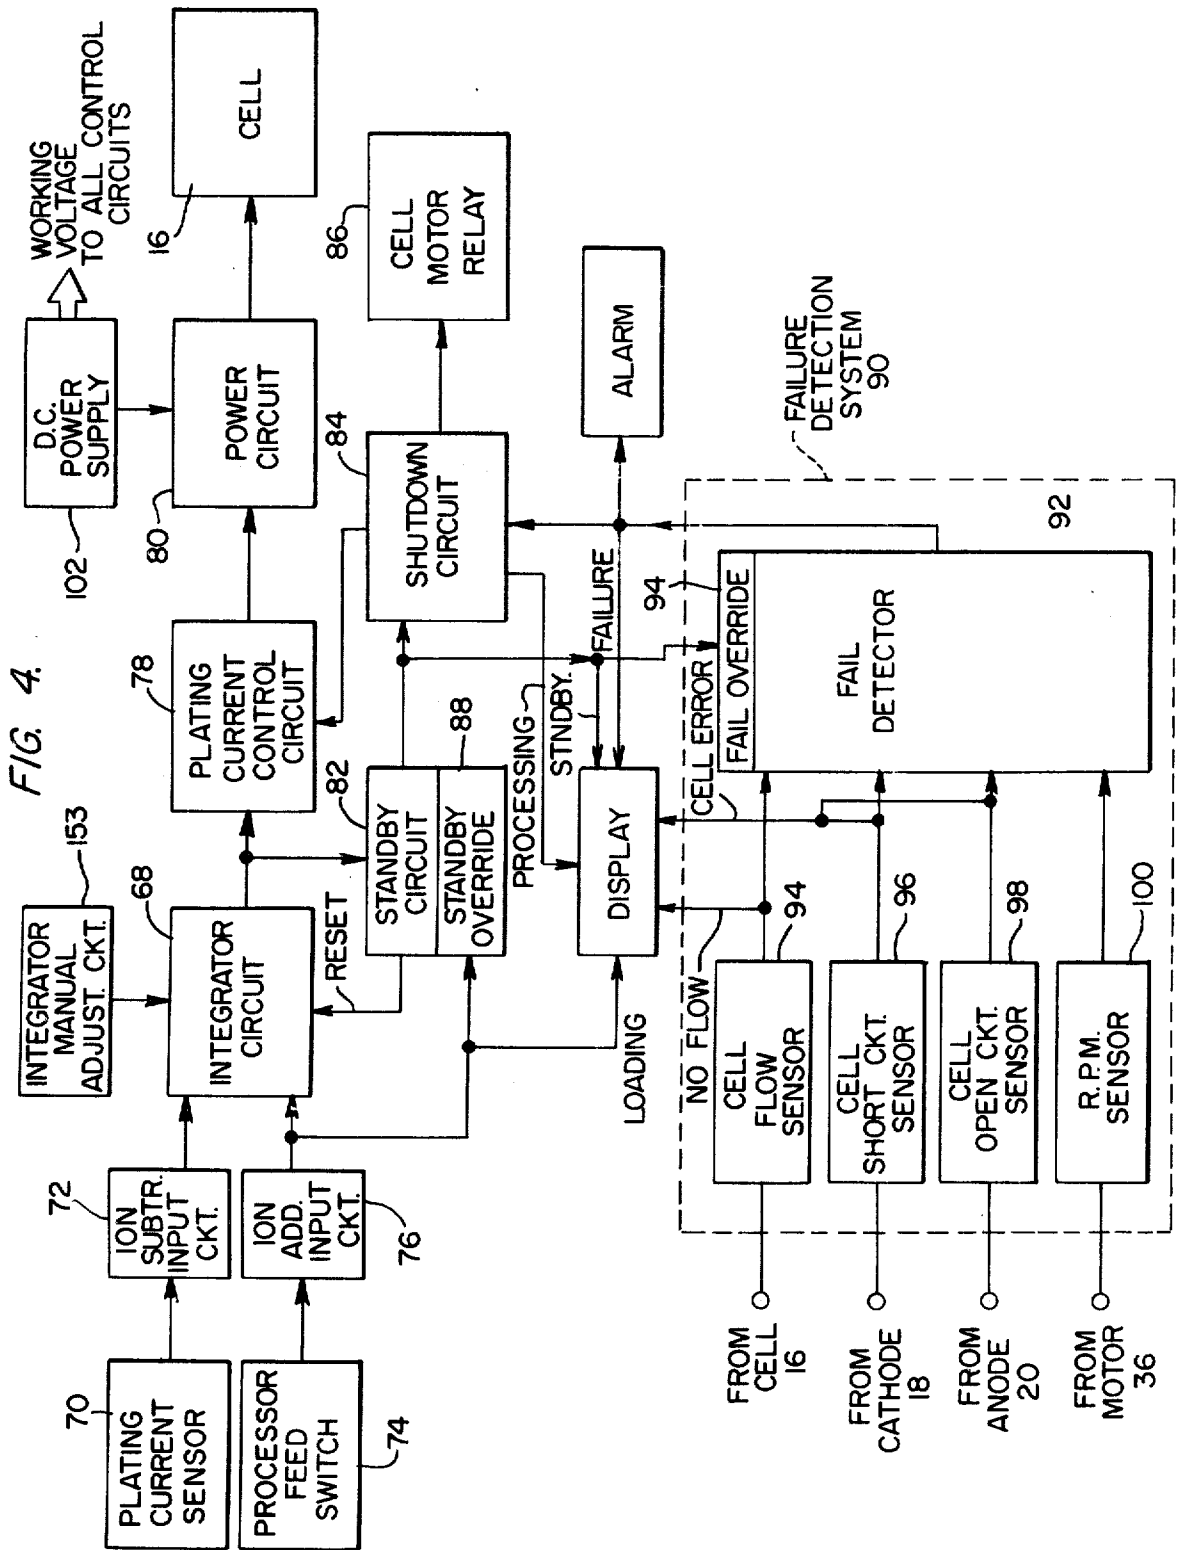 FIG. 4.
70
PLATING
CURRENT
SENSOR
72
ION
SUBTR.
INPUT
CKT.
INTEGRATOR
MANUAL
ADJUST. CKT.
153
68
INTEGRATOR
CIRCUIT
78
PLATING
CURRENT
CONTROL
CIRCUIT
102
D.C.
POWER
SUPPLY
WORKING
VOLTAGE
TO ALL CONTROL
CIRCUITS
80
POWER
CIRCUIT
16
CELL
PROCESSOR
FEED
SWITCH
74
ION
ADD.
INPUT
CKT.
76
RESET
82
STANDBY
CIRCUIT
STANDBY
OVERRIDE
88
84
SHUTDOWN
CIRCUIT
86
CELL
MOTOR
RELAY
LOADING
DISPLAY
PROCESSING
STNDBY.
FAILURE
ALARM
NO FLOW
CELL ERROR
FAILURE
DETECTION
SYSTEM
90
FROM
CELL
16
CELL
FLOW
SENSOR
94
94
FAIL OVERRIDE
FAIL
DETECTOR
92
FROM
CATHODE
18
CELL
SHORT CKT.
SENSOR
96
FROM
ANODE
20
CELL
OPEN CKT.
SENSOR
98
FROM
MOTOR
36
R.P.M.
SENSOR
100